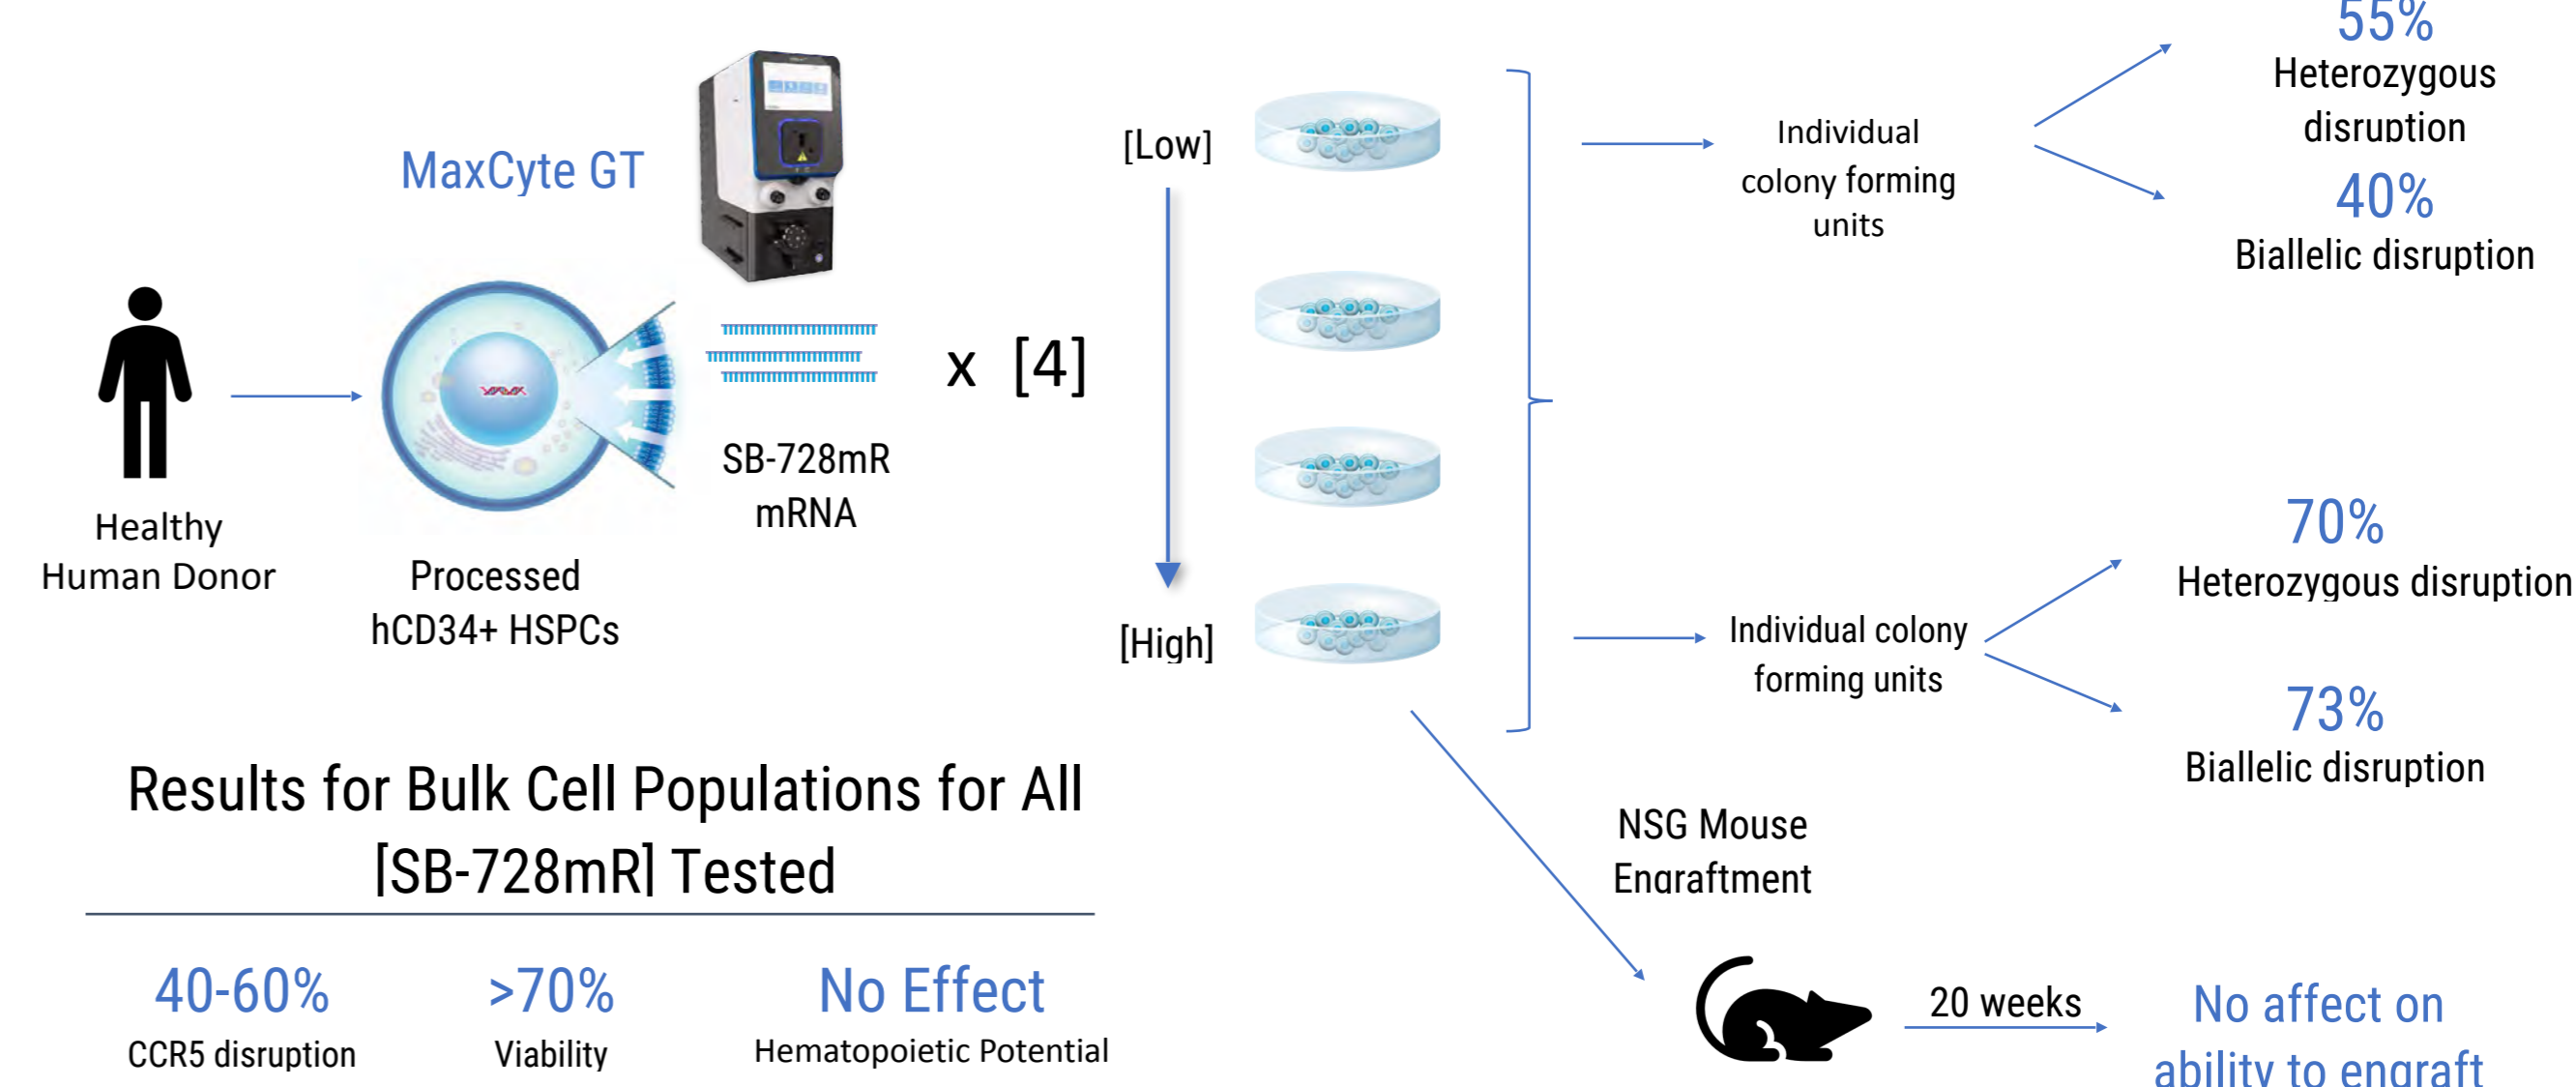 MaxCyte GT
Healthy
Human Donor
Processed
hCD34+ HSPCs
SB-728mR
mRNA
x [4]
[Low]
[High]
Individual
colony forming
units
55%
Heterozygous
disruption
40%
Biallelic disruption
Individual colony
forming units
70%
Heterozygous disruption
73%
Biallelic disruption
NSG Mouse
Engraftment
20 weeks
No affect on
ability to engraft
Results for Bulk Cell Populations for All
[SB-728mR] Tested
40-60%
CCR5 disruption
>70%
Viability
No Effect
Hematopoietic Potential